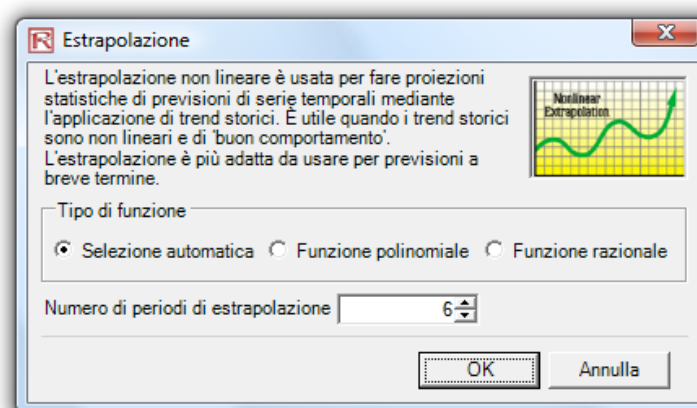 Estrapolazione
L'estrapolazione non lineare è usata per fare proiezioni
statistiche di previsioni di serie temporali mediante
l'applicazione di trend storici. È utile quando i trend storici
sono non lineari e di 'buon comportamento'.
L'estrapolazione è più adatta da usare per previsioni a
breve termine.
Nonlinear
Extrapolation
Tipo di funzione
Selezione automatica Funzione polinomiale Funzione razionale
Numero di periodi di estrapolazione 6
OK Annulla